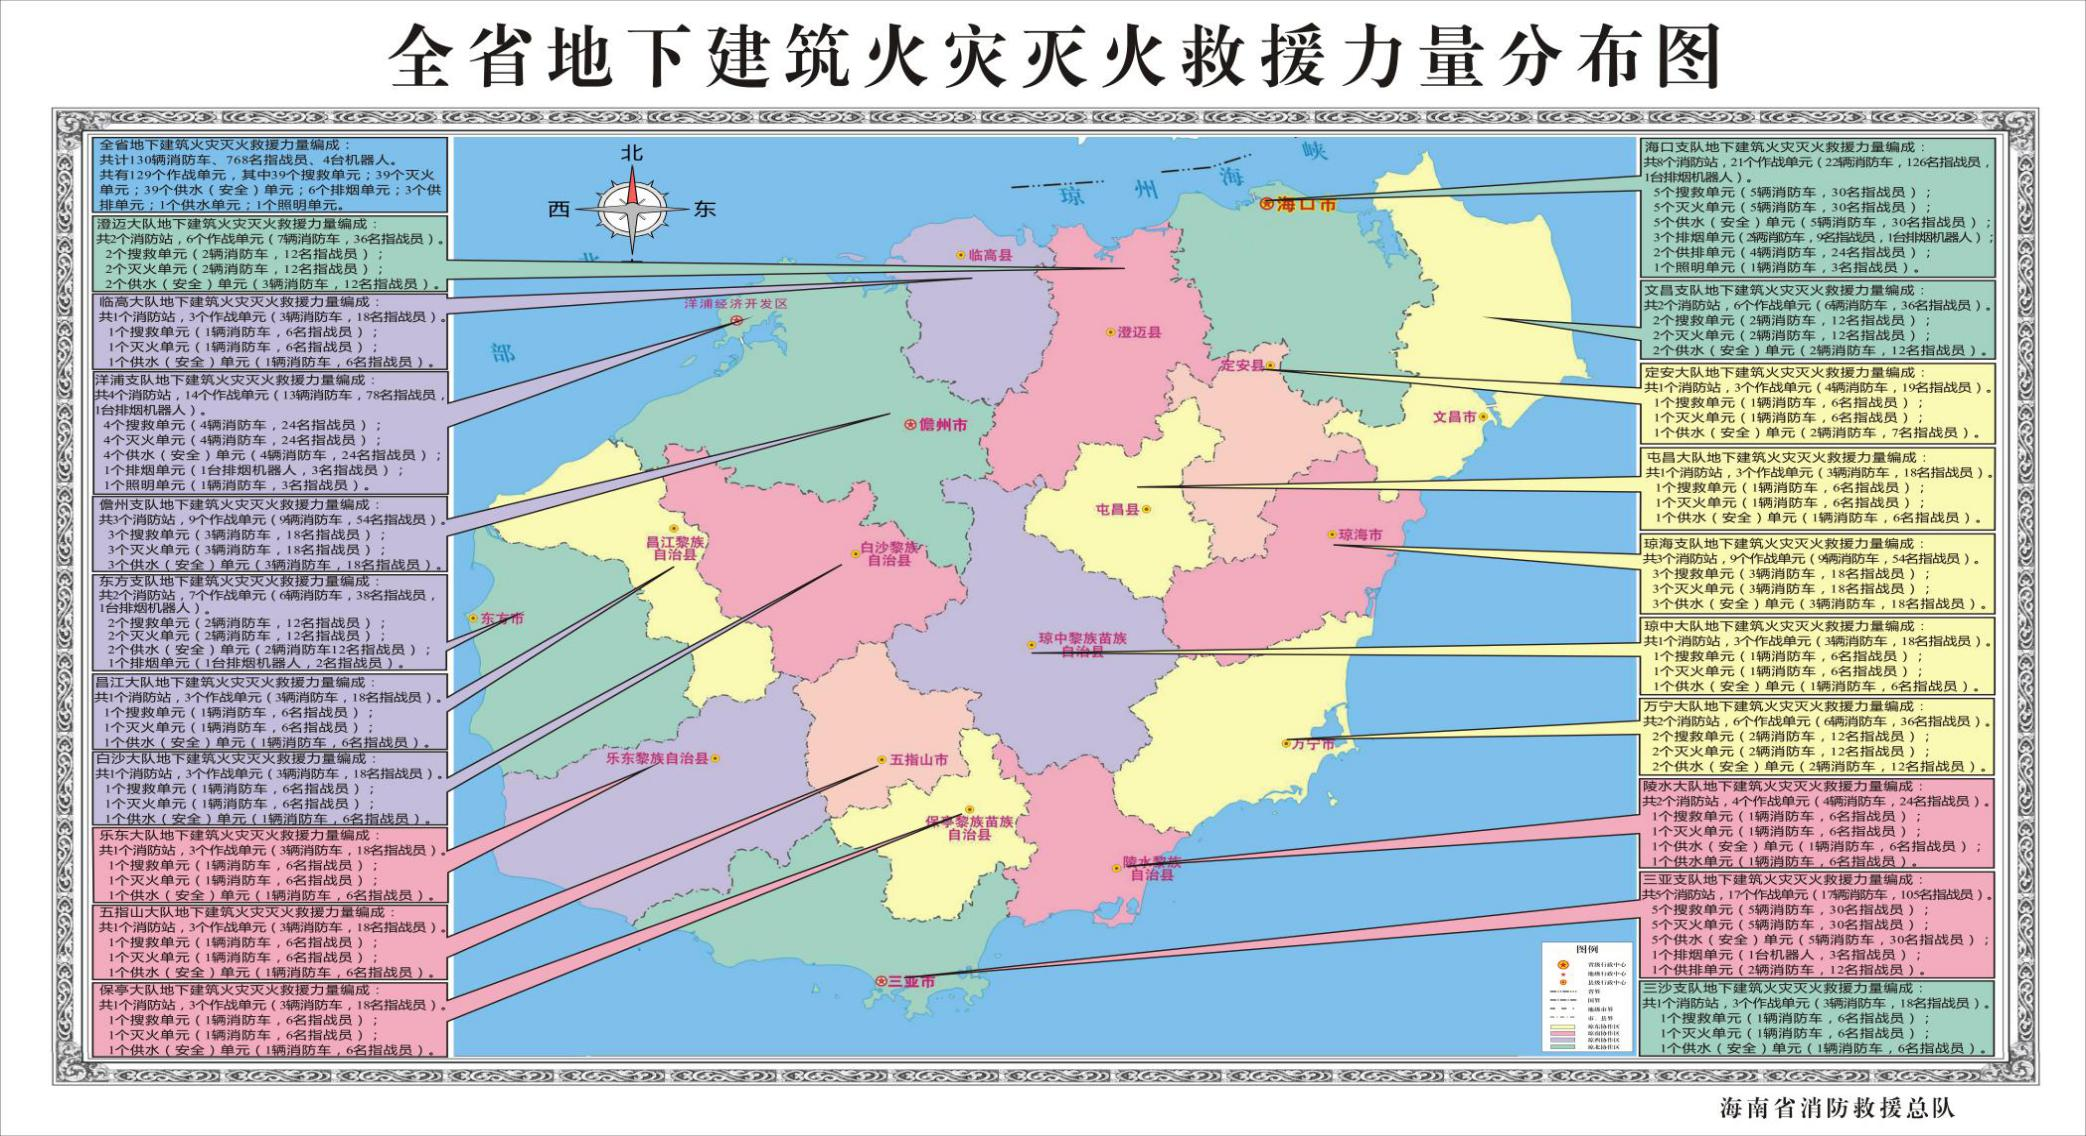 全省地下建筑火灾灭火救援力量分布图
全省地下建筑火灾灭火救援力量编成：
共计130辆消防车、768名指战员、4台机器人。
共有129个作战单元，其中39个搜救单元；39个灭火
单元；39个供水（安全）单元；6个排烟单元；3个供
排单元；1个供水单元；1个照明单元。
澄迈大队地下建筑火灾灭火救援力量编成：
共2个消防站，6个作战单元（7辆消防车，36名指战员）。
2个搜救单元（2辆消防车，12名指战员）；
2个灭火单元（2辆消防车，12名指战员）；
2个供水（安全）单元（3辆消防车，12名指战员）。
临高大队地下建筑火灾灭火救援力量编成：
共1个消防站，3个作战单元（3辆消防车，18名指战员）。
1个搜救单元（1辆消防车，6名指战员）；
1个灭火单元（1辆消防车，6名指战员）；
1个供水（安全）单元（1辆消防车，6名指战员）。
洋浦支队地下建筑火灾灭火救援力量编成：
共4个消防站，14个作战单元（13辆消防车，78名指战员，
1台排烟机器人）。
4个搜救单元（4辆消防车，24名指战员）；
4个灭火单元（4辆消防车，24名指战员）；
4个供水（安全）单元（4辆消防车，24名指战员）；
1个排烟单元（1台排烟机器人，3名指战员）；
1个照明单元（1辆消防车，3名指战员）。
儋州支队地下建筑火灾灭火救援力量编成：
共3个消防站，9个作战单元（9辆消防车，54名指战员）。
3个搜救单元（3辆消防车，18名指战员）；
3个灭火单元（3辆消防车，18名指战员）；
3个供水（安全）单元（3辆消防车，18名指战员）。
东方支队地下建筑火灾灭火救援力量编成：
共2个消防站，7个作战单元（6辆消防车，38名指战员，
1台排烟机器人）。
2个搜救单元（2辆消防车，12名指战员）；
2个灭火单元（2辆消防车，12名指战员）；
2个供水（安全）单元（2辆消防车12名指战员）；
1个排烟单元（1台排烟机器人，2名指战员）。
昌江大队地下建筑火灾灭火救援力量编成：
共1个消防站，3个作战单元（3辆消防车，18名指战员）。
1个搜救单元（1辆消防车，6名指战员）；
1个灭火单元（1辆消防车，6名指战员）；
1个供水（安全）单元（1辆消防车，6名指战员）。
白沙大队地下建筑火灾灭火救援力量编成：
共1个消防站，3个作战单元（3辆消防车，18名指战员）。
1个搜救单元（1辆消防车，6名指战员）；
1个灭火单元（1辆消防车，6名指战员）；
1个供水（安全）单元（1辆消防车，6名指战员）。
乐东大队地下建筑火灾灭火救援力量编成：
共1个消防站，3个作战单元（3辆消防车，18名指战员）。
1个搜救单元（1辆消防车，6名指战员）；
1个灭火单元（1辆消防车，6名指战员）；
1个供水（安全）单元（1辆消防车，6名指战员）。
五指山大队地下建筑火灾灭火救援力量编成：
共1个消防站，3个作战单元（3辆消防车，18名指战员）。
1个搜救单元（1辆消防车，6名指战员）；
1个灭火单元（1辆消防车，6名指战员）；
1个供水（安全）单元（1辆消防车，6名指战员）。
保亭大队地下建筑火灾灭火救援力量编成：
共1个消防站，3个作战单元（3辆消防车，18名指战员）。
1个搜救单元（1辆消防车，6名指战员）；
1个灭火单元（1辆消防车，6名指战员）；
1个供水（安全）单元（1辆消防车，6名指战员）。
北
西
东
琼州海峡
北
部
海口市
临高县
洋浦经济开发区
澄迈县
定安县
文昌市
儋州市
屯昌县
琼海市
昌江黎族
自治县
白沙黎族
自治县
东方市
琼中黎族苗族
自治县
万宁市
乐东黎族自治县
五指山市
保亭黎族苗族
自治县
陵水黎族
自治县
三亚市
海口支队地下建筑火灾灭火救援力量编成：
共8个消防站，21个作战单元（22辆消防车，126名指战员，
1台排烟机器人）。
5个搜救单元（5辆消防车，30名指战员）；
5个灭火单元（5辆消防车，30名指战员）；
5个供水（安全）单元（5辆消防车，30名指战员）；
3个排烟单元（2辆消防车，9名指战员，1台排烟机器人）；
2个供排单元（4辆消防车，24名指战员）；
1个照明单元（1辆消防车，3名指战员）。
文昌支队地下建筑火灾灭火救援力量编成：
共2个消防站，6个作战单元（6辆消防车，36名指战员）。
2个搜救单元（2辆消防车，12名指战员）；
2个灭火单元（2辆消防车，12名指战员）；
2个供水（安全）单元（2辆消防车，12名指战员）。
定安大队地下建筑火灾灭火救援力量编成：
共1个消防站，3个作战单元（4辆消防车，19名指战员）。
1个搜救单元（1辆消防车，6名指战员）；
1个灭火单元（1辆消防车，6名指战员）；
1个供水（安全）单元（2辆消防车，7名指战员）。
屯昌大队地下建筑火灾灭火救援力量编成：
共1个消防站，3个作战单元（3辆消防车，18名指战员）。
1个搜救单元（1辆消防车，6名指战员）；
1个灭火单元（1辆消防车，6名指战员）；
1个供水（安全）单元（1辆消防车，6名指战员）。
琼海支队地下建筑火灾灭火救援力量编成：
共3个消防站，9个作战单元（9辆消防车，54名指战员）。
3个搜救单元（3辆消防车，18名指战员）；
3个灭火单元（3辆消防车，18名指战员）；
3个供水（安全）单元（3辆消防车，18名指战员）。
琼中大队地下建筑火灾灭火救援力量编成：
共1个消防站，3个作战单元（3辆消防车，18名指战员）。
1个搜救单元（1辆消防车，6名指战员）；
1个灭火单元（1辆消防车，6名指战员）；
1个供水（安全）单元（1辆消防车，6名指战员）。
万宁大队地下建筑火灾灭火救援力量编成：
共2个消防站，6个作战单元（6辆消防车，36名指战员）。
2个搜救单元（2辆消防车，12名指战员）；
2个灭火单元（2辆消防车，12名指战员）；
2个供水（安全）单元（2辆消防车，12名指战员）。
陵水大队地下建筑火灾灭火救援力量编成：
共2个消防站，4个作战单元（4辆消防车，24名指战员）。
1个搜救单元（1辆消防车，6名指战员）；
1个灭火单元（1辆消防车，6名指战员）；
1个供水（安全）单元（1辆消防车，6名指战员）；
1个供水单元（1辆消防车，6名指战员）。
三亚支队地下建筑火灾灭火救援力量编成：
共5个消防站，17个作战单元（17辆消防车，105名指战员）。
5个搜救单元（5辆消防车，30名指战员）；
5个灭火单元（5辆消防车，30名指战员）；
5个供水（安全）单元（5辆消防车，30名指战员）；
1个排烟单元（1台机器人，3名指战员）；
1个供排单元（2辆消防车，12名指战员）。
三沙支队地下建筑火灾灭火救援力量编成：
共1个消防站，3个作战单元（3辆消防车，18名指战员）。
1个搜救单元（1辆消防车，6名指战员）；
1个灭火单元（1辆消防车，6名指战员）；
1个供水（安全）单元（1辆消防车，6名指战员）。
图例
省级行政中心
地级行政中心
县级行政中心
省界
国界
地级市界
市、县界
琼东协作区
琼南协作区
琼西协作区
琼北协作区
海南省消防救援总队